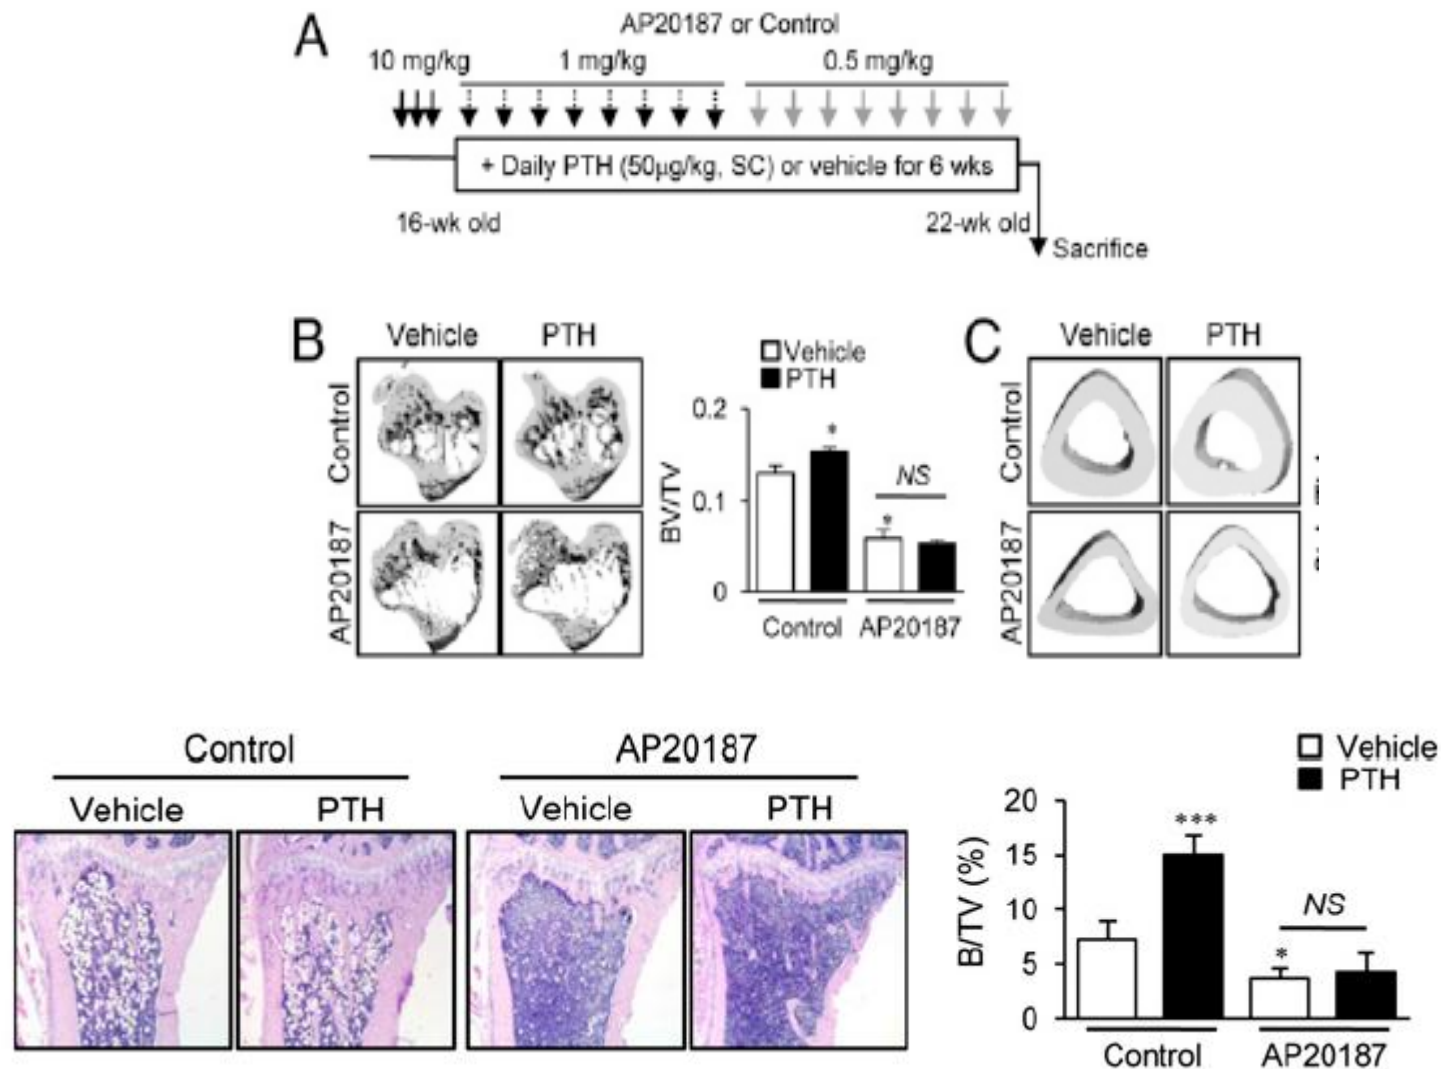 A
AP20187 or Control
10 mg/kg 1 mg/kg 0.5 mg/kg
+ Daily PTH (50µg/kg, SC) or vehicle for 6 wks
16-wk old 22-wk old
Sacrifice
B
Vehicle PTH
Control
AP20187
Vehicle
PTH
BV/TV
0.2
0.1
0
*
NS
*
Control AP20187
C
Vehicle PTH
Control
AP20187
Control AP20187
Vehicle PTH Vehicle PTH
Vehicle
PTH
B/TV (%)
20
15
10
5
0
***
NS
*
Control AP20187